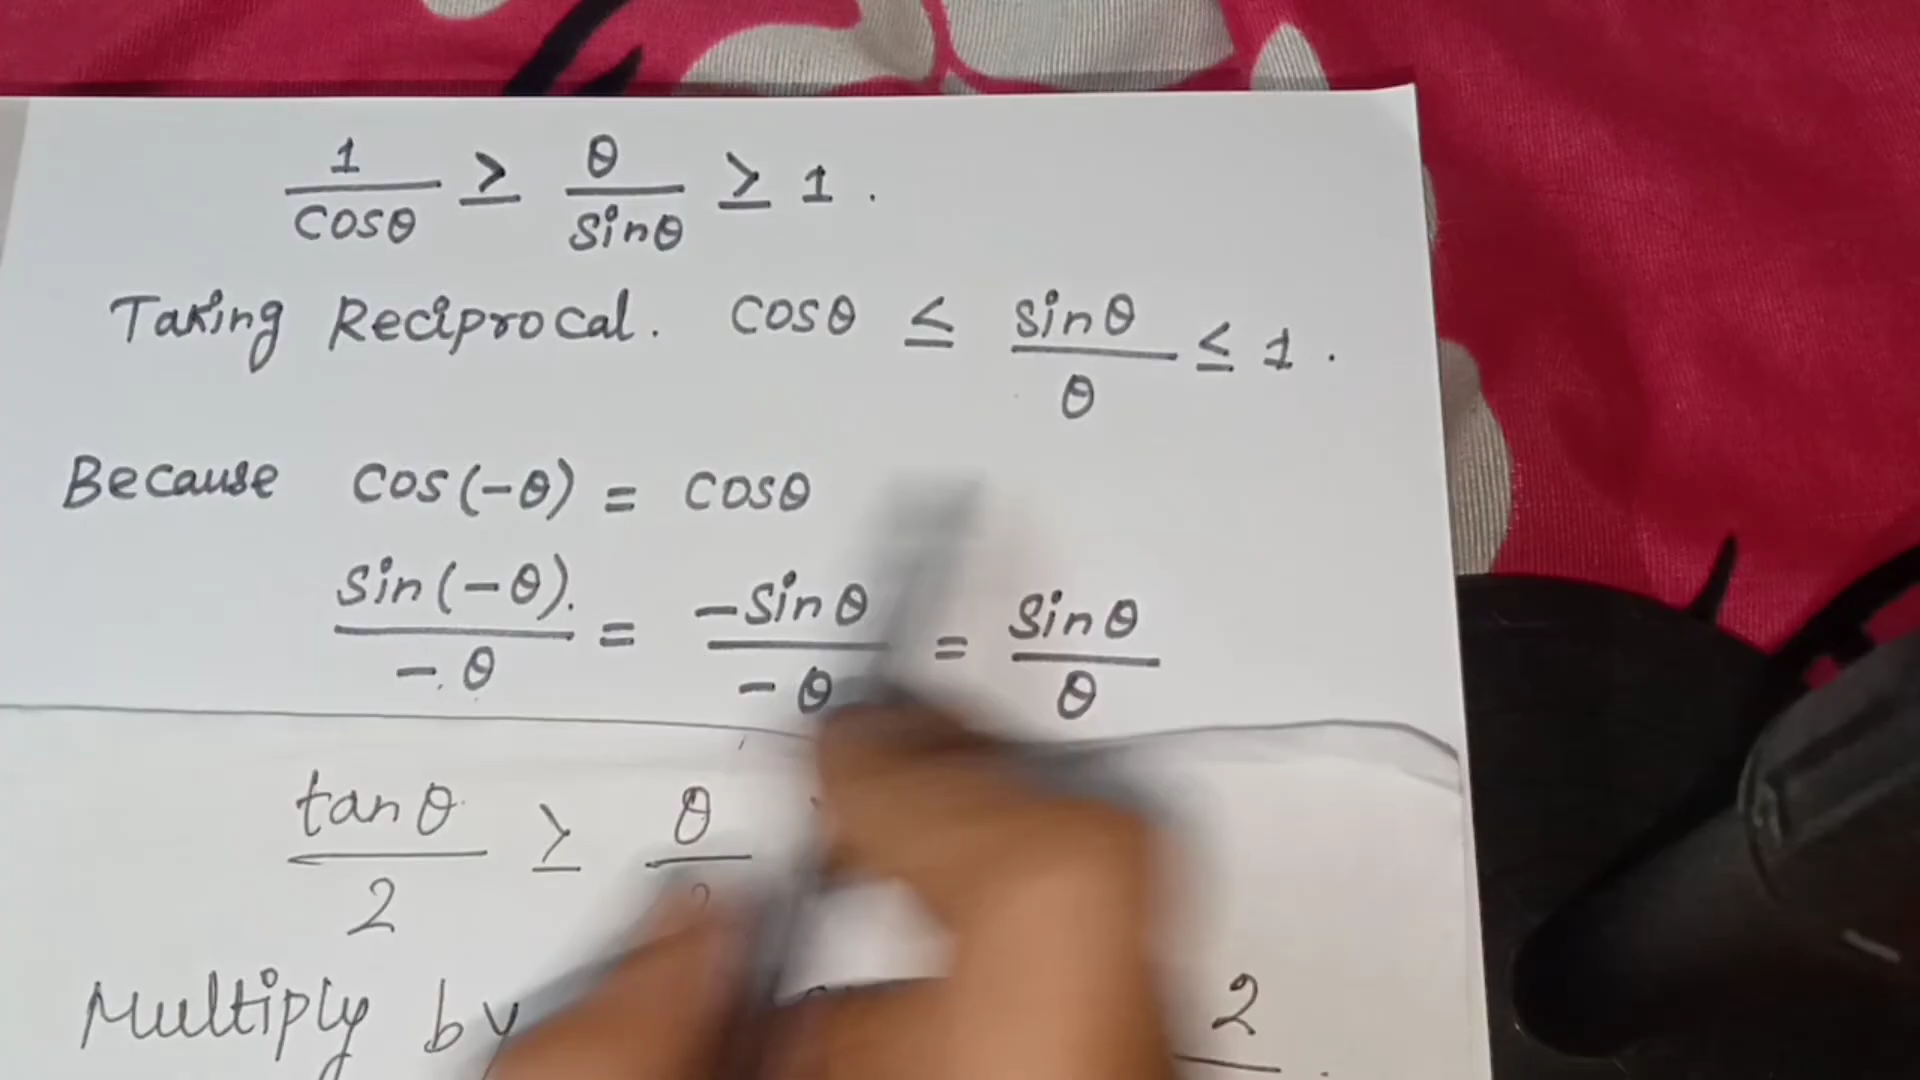 1/cosθ ≥ θ/sinθ ≥ 1.
Taking Reciprocal. cosθ ≤ sinθ/θ ≤ 1.
Because cos(-θ) = cosθ
sin(-θ)./-θ = -sinθ/-θ = sinθ/θ
tanθ/2 ≥ θ/2
Multiply by 2